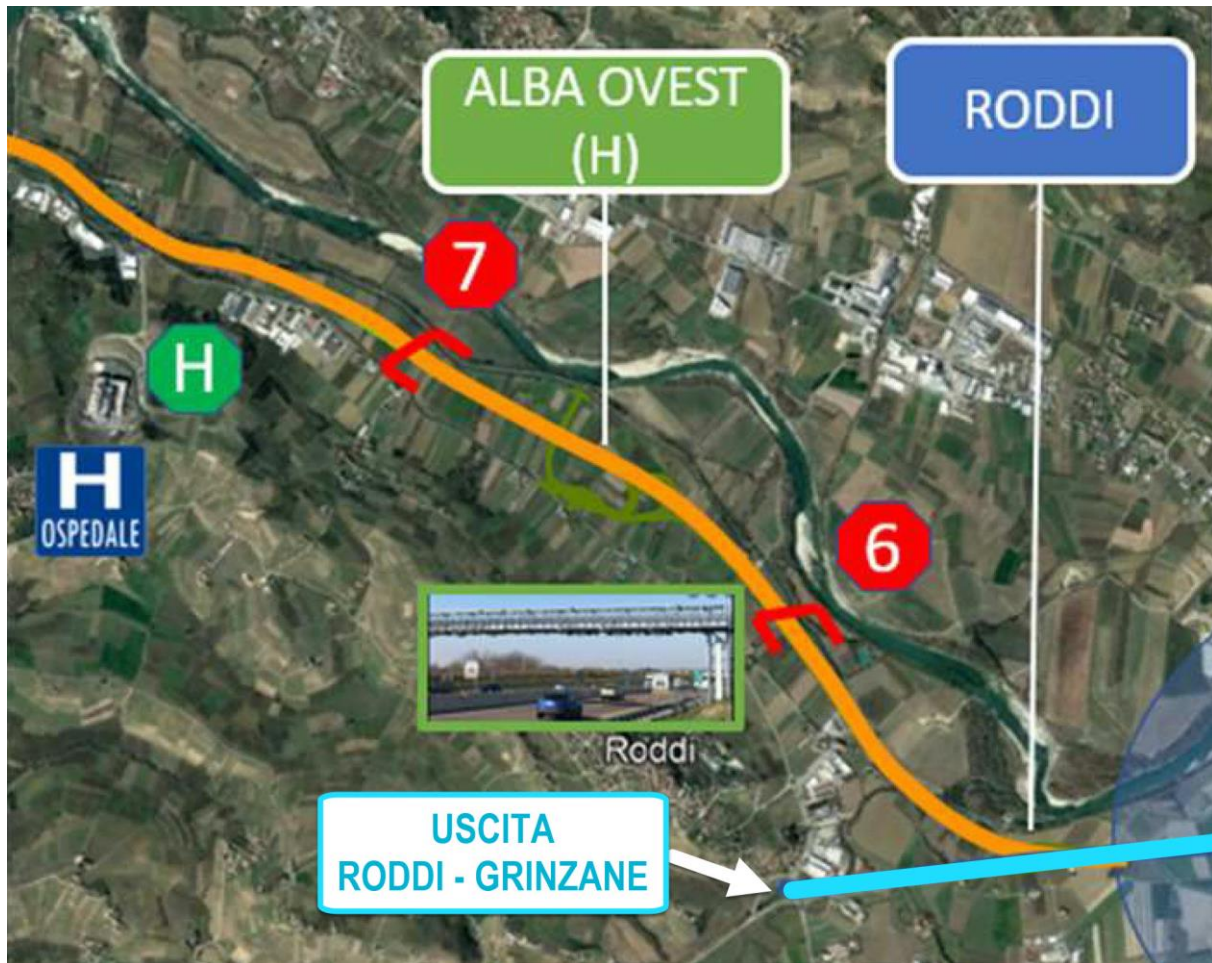 ALBA OVEST
(H)
RODDI
7
H
H
OSPEDALE
6
Roddi
USCITA
RODDI - GRINZANE